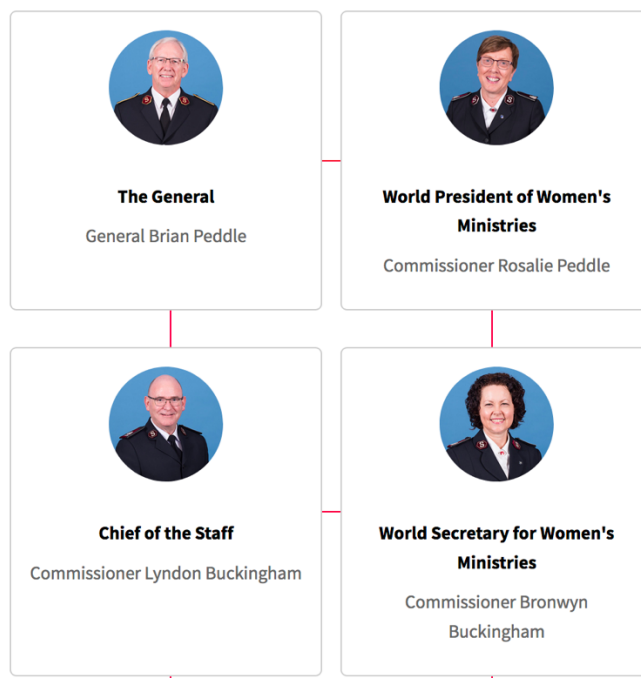 The General
General Brian Peddle
World President of Women's
Ministries
Commissioner Rosalie Peddle
Chief of the Staff
Commissioner Lyndon Buckingham
World Secretary for Women's
Ministries
Commissioner Bronwyn
Buckingham